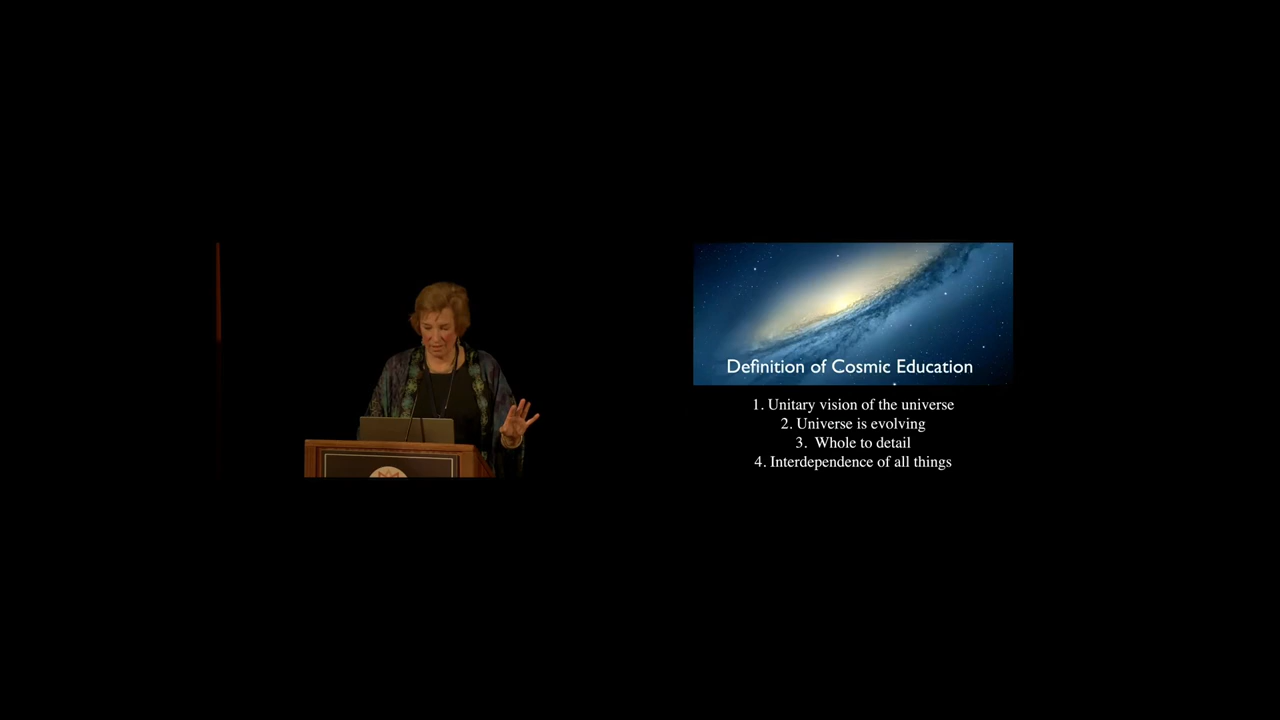 Definition of Cosmic Education
1. Unitary vision of the universe
2. Universe is evolving
3. Whole to detail
4. Interdependence of all things